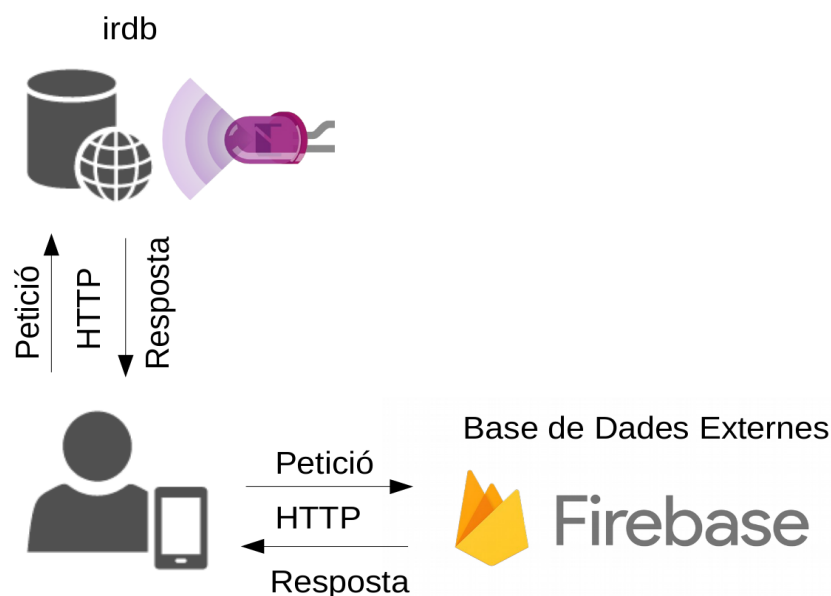 irdb
Petició
HTTP
Resposta
Base de Dades Externes
Petició
HTTP
Resposta
Firebase